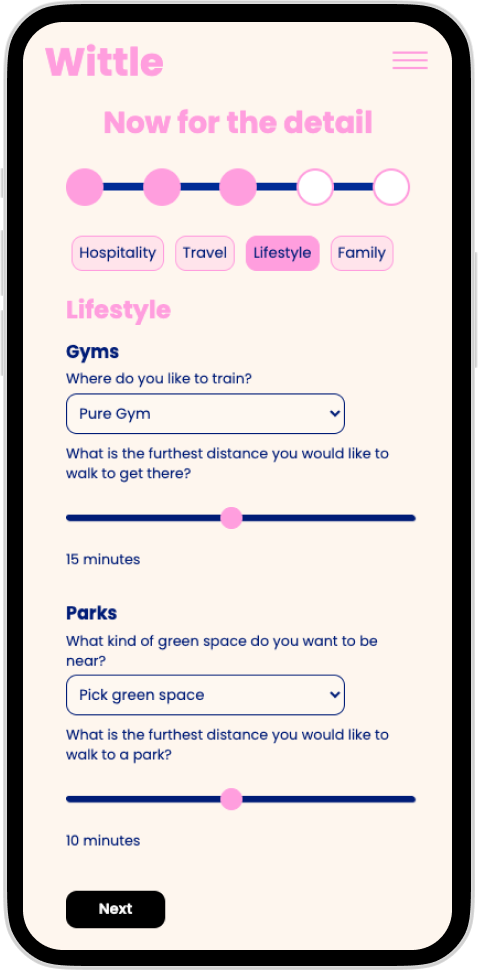 Wittle
Now for the detail
Hospitality Travel Lifestyle Family
Lifestyle
Gyms
Where do you like to train?
Pure Gym
What is the furthest distance you would like to
walk to get there?
15 minutes
Parks
What kind of green space do you want to be
near?
Pick green space
What is the furthest distance you would like to
walk to a park?
10 minutes
Next